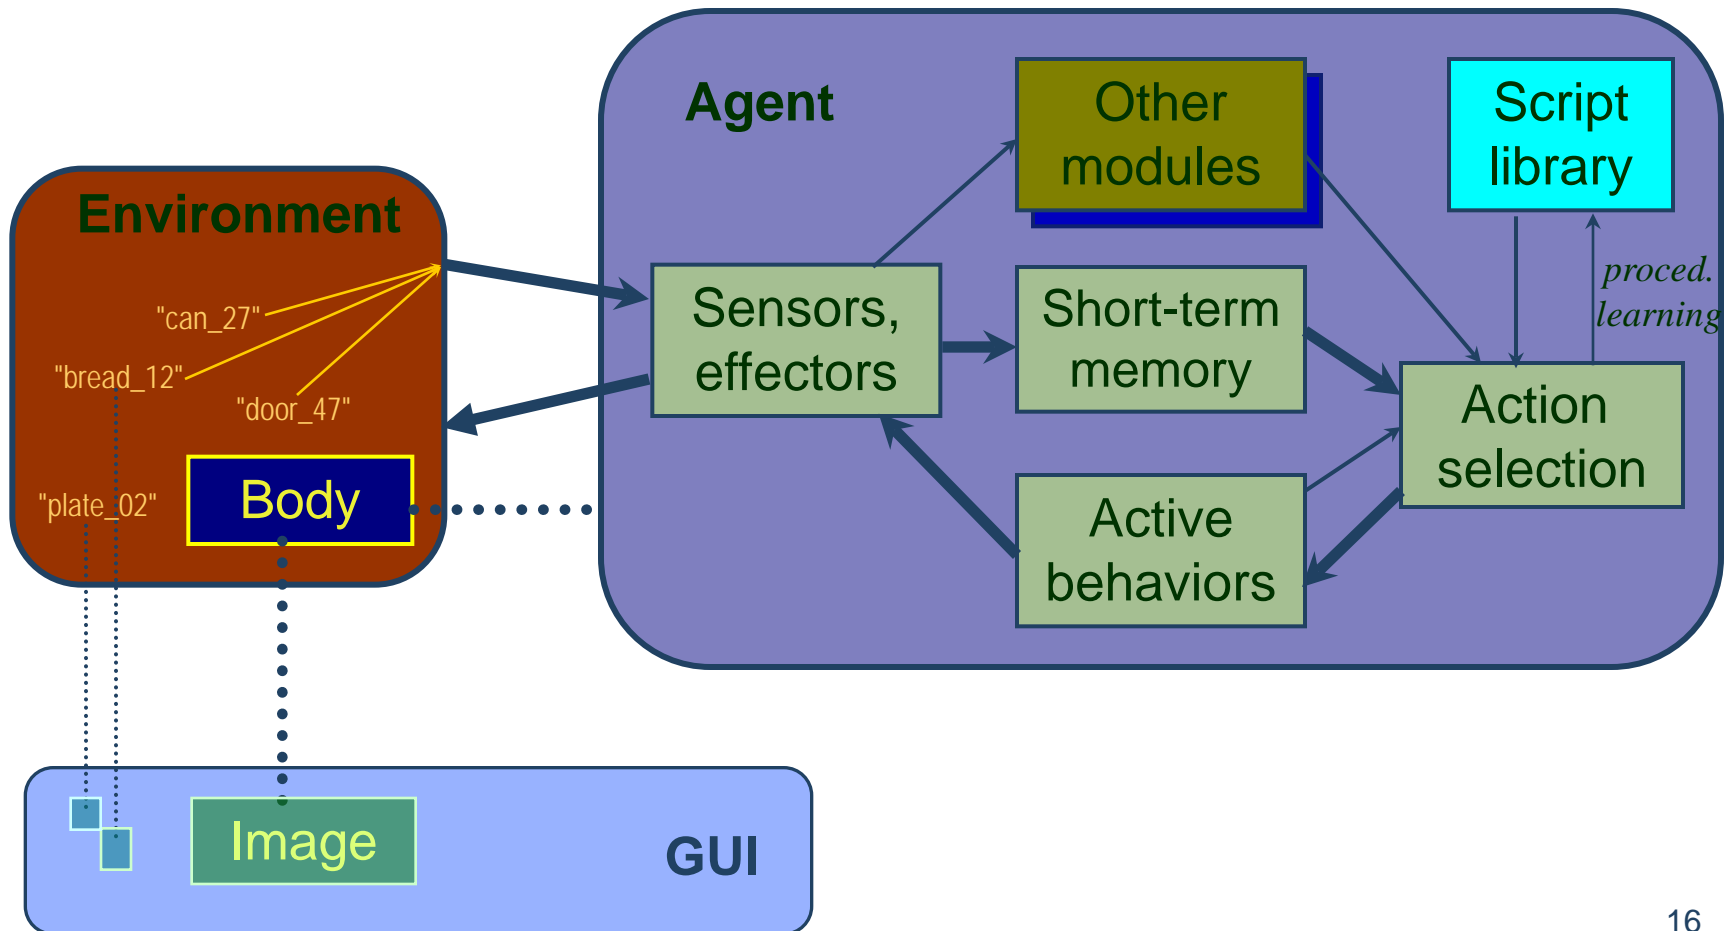 Agent
Other
modules
Script
library
Environment
"can_27"
"bread_12"
"door_47"
"plate_02"
Body
Sensors,
effectors
Short-term
memory
proced.
learning
Action
selection
Active
behaviors
Image
GUI
16